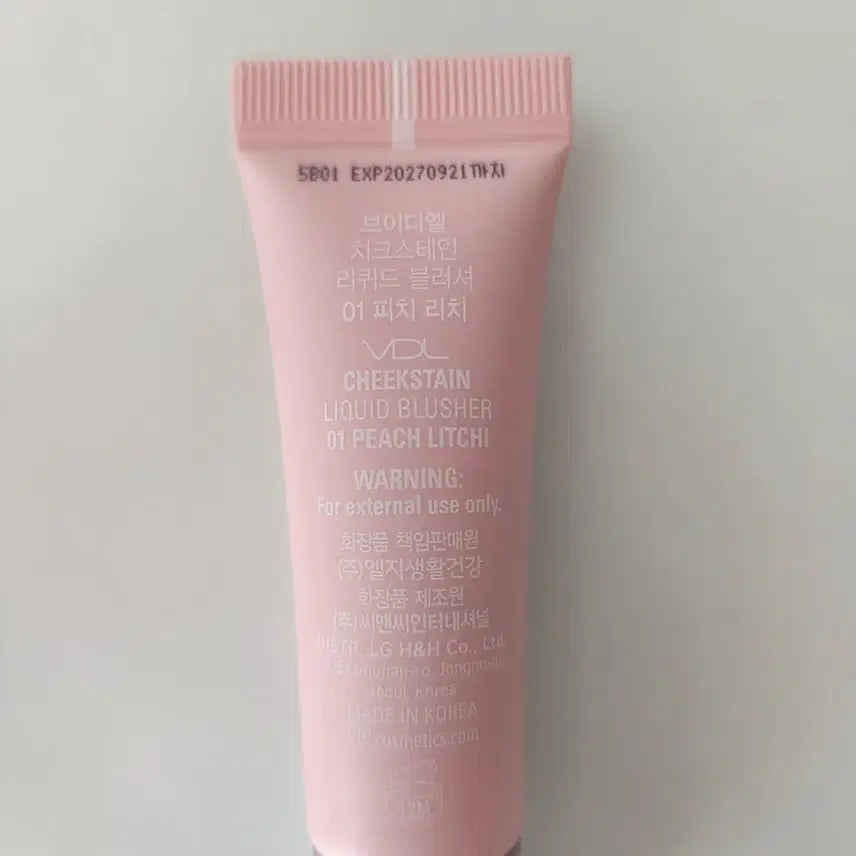 5B01 EXP20270921까지
브이디엘
치크스테인
리퀴드 블러셔
01 피치 리치
VDL
CHEEKSTAIN
LIQUID BLUSHER
01 PEACH LITCHI
WARNING:
For external use only.
화장품 책임판매원
(주)엘지생활건강
화장품 제조원
(주)씨앤씨인터내셔널
DISTR. LG H&H Co., Ltd.
Seoul, Korea
MADE IN KOREA
12M